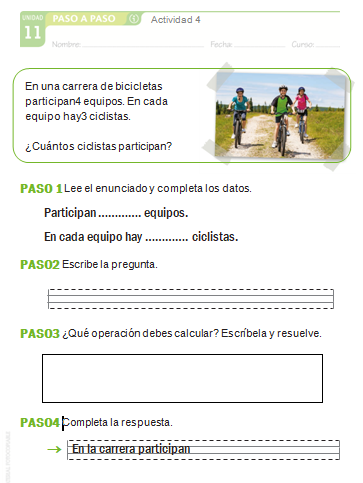 UNIDAD
11
PASO A PASO
Actividad 4
Nombre:
Fecha:
Curso:
En una carrera de bicicletas
participan4 equipos. En cada
equipo hay3 ciclistas.
¿Cuántos ciclistas participan?
PASO 1 Lee el enunciado y completa los datos.
Participan ............. equipos.
En cada equipo hay ............. ciclistas.
PASO2 Escribe la pregunta.
PASO3 ¿Qué operación debes calcular? Escríbela y resuelve.
PASO4 Completa la respuesta.
→ En la carrera participan